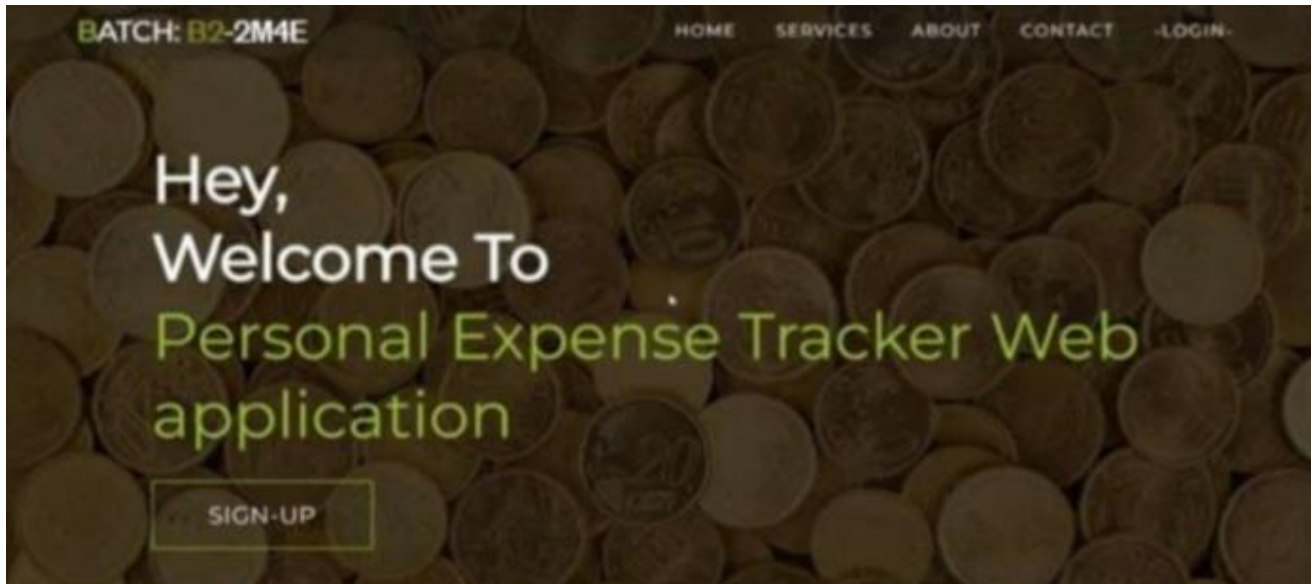 BATCH: B2-2M4E
HOME SERVICES ABOUT CONTACT -LOGIN-
Hey,
Welcome To
Personal Expense Tracker Web
application
SIGN-UP